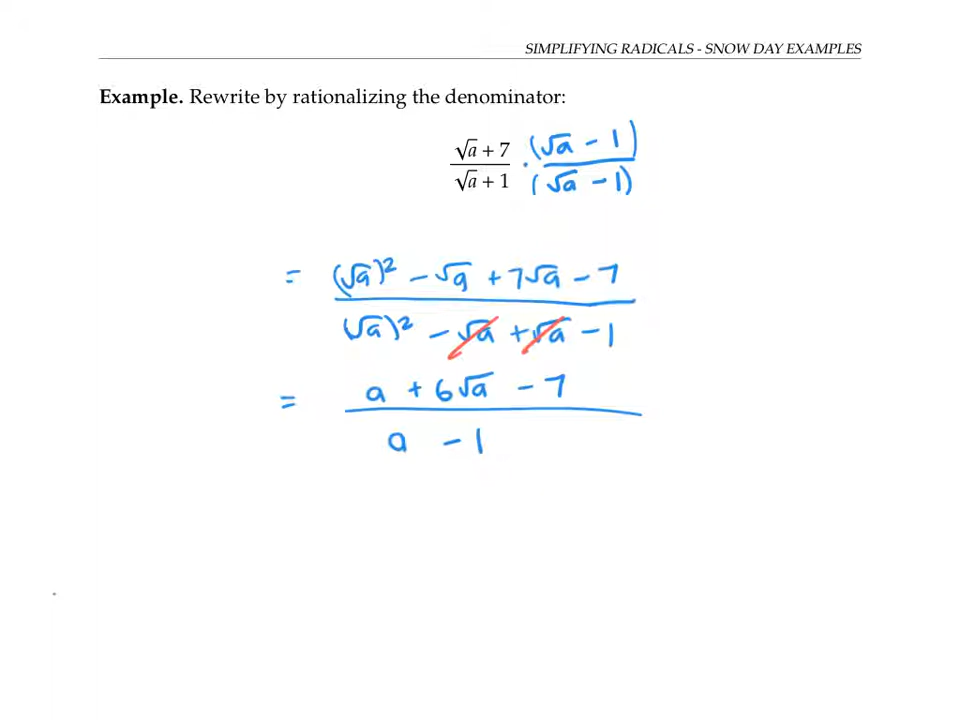 SIMPLIFYING RADICALS - SNOW DAY EXAMPLES
Example. Rewrite by rationalizing the denominator:
√a + 7 · (√a - 1)
√a + 1 (√a - 1)
= (√a)² - √a + 7√a - 7
(√a)² - √a + √a - 1
= a + 6√a - 7
a - 1